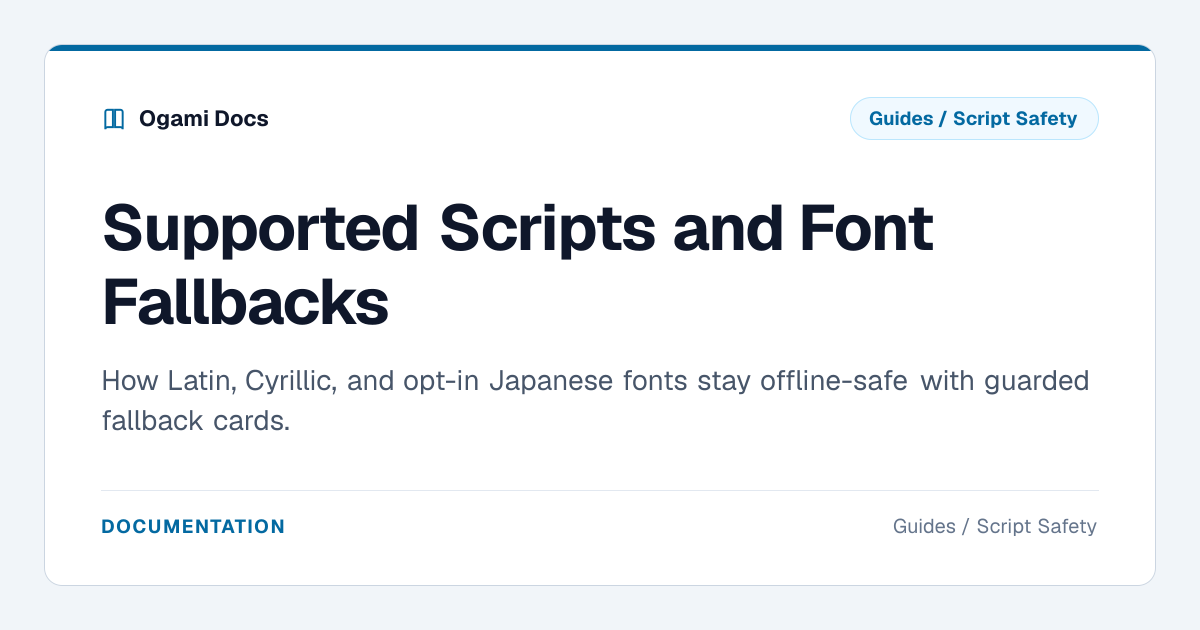 Ogami Docs
Guides / Script Safety
Supported Scripts and Font
Fallbacks
How Latin, Cyrillic, and opt-in Japanese fonts stay offline-safe with guarded
fallback cards.
DOCUMENTATION
Guides / Script Safety